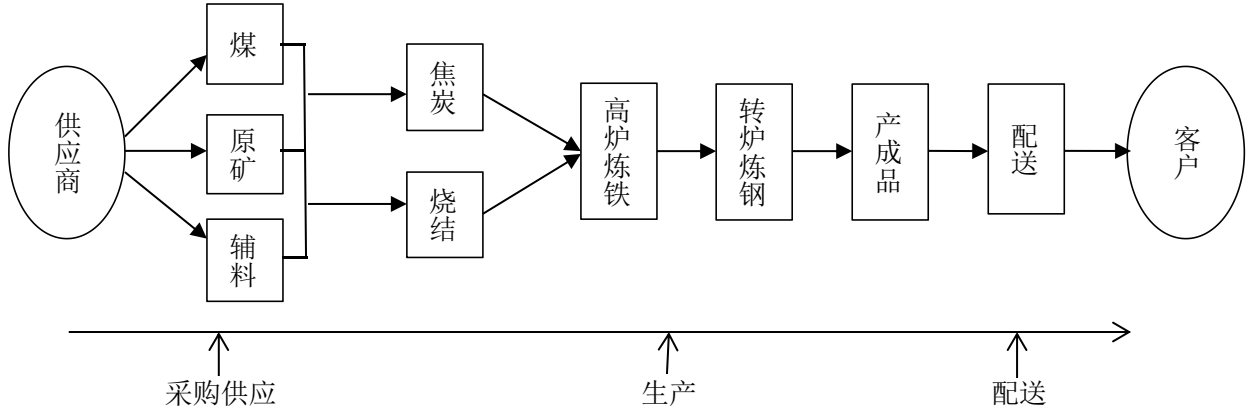 供应商
煤
原矿
辅料
焦炭
烧结
高炉炼铁
转炉炼钢
产成品
配送
客户
采购供应
生产
配送